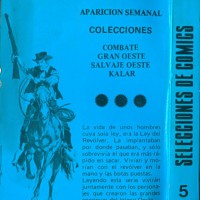 APARICION SEMANAL
COLECCIONES
COMBATE
GRAN OESTE
SALVAJE OESTE
KALAR
La vida de unos hombres
cuya sola ley, era la Ley del
Revolver. La implantaban
por donde pasaban, y solo
sobrevivía el que era más rá-
pido en sacar. Vivían y mo-
rían con el revolver en la
mano y las botas puestas.
Leyendo esta serie vivirán
juntamente con los persona-
jes que crearon las grandes
SELECCIONES DE COMICS
5